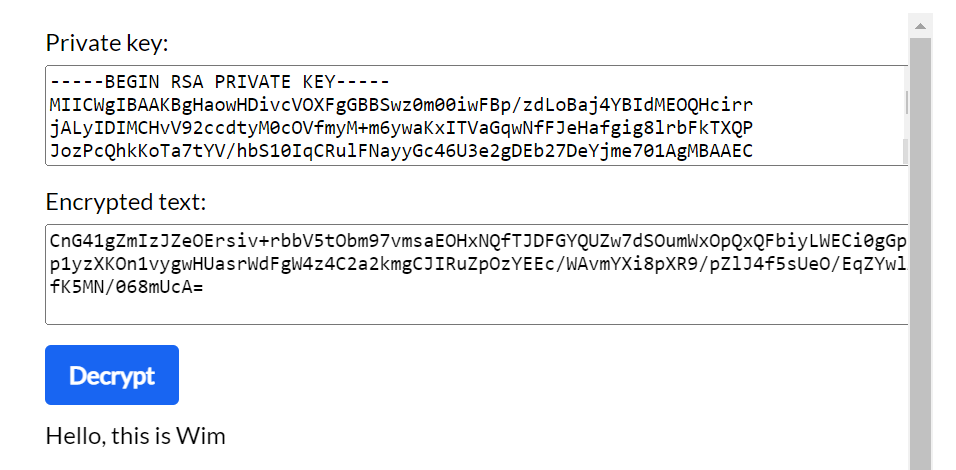 Private key:
-----BEGIN RSA PRIVATE KEY-----
MIICWgIBAAKBgHaowHDivcVOXFgGBBSwz0m00iwFBp/zdLoBaj4YBIdMEOQHcirr
jALyIDIMCHvV92ccdtyM0cOVfmyM+m6ywaKxITVaGqwNfFJeHafgig8lrbFkTXQP
JozPcQhkKoTa7tYV/hbS10IqCRulFNayyGc46U3e2gDEb27DeYjme701AgMBAAEC
Encrypted text:
CnG41gZmIzJZeOErsiv+rbbV5tObm97vmsaEOHxNQfTJDFGYQUZw7dSOumWxOpQxQFbiyLWECi0gGp
p1yzXKOn1vygwHUasrWdFgW4z4C2a2kmgCJIRuZpOzYEEc/WAvmYXi8pXR9/pZlJ4f5sUeO/EqZYwl
fK5MN/068mUcA=
Decrypt
Hello, this is Wim